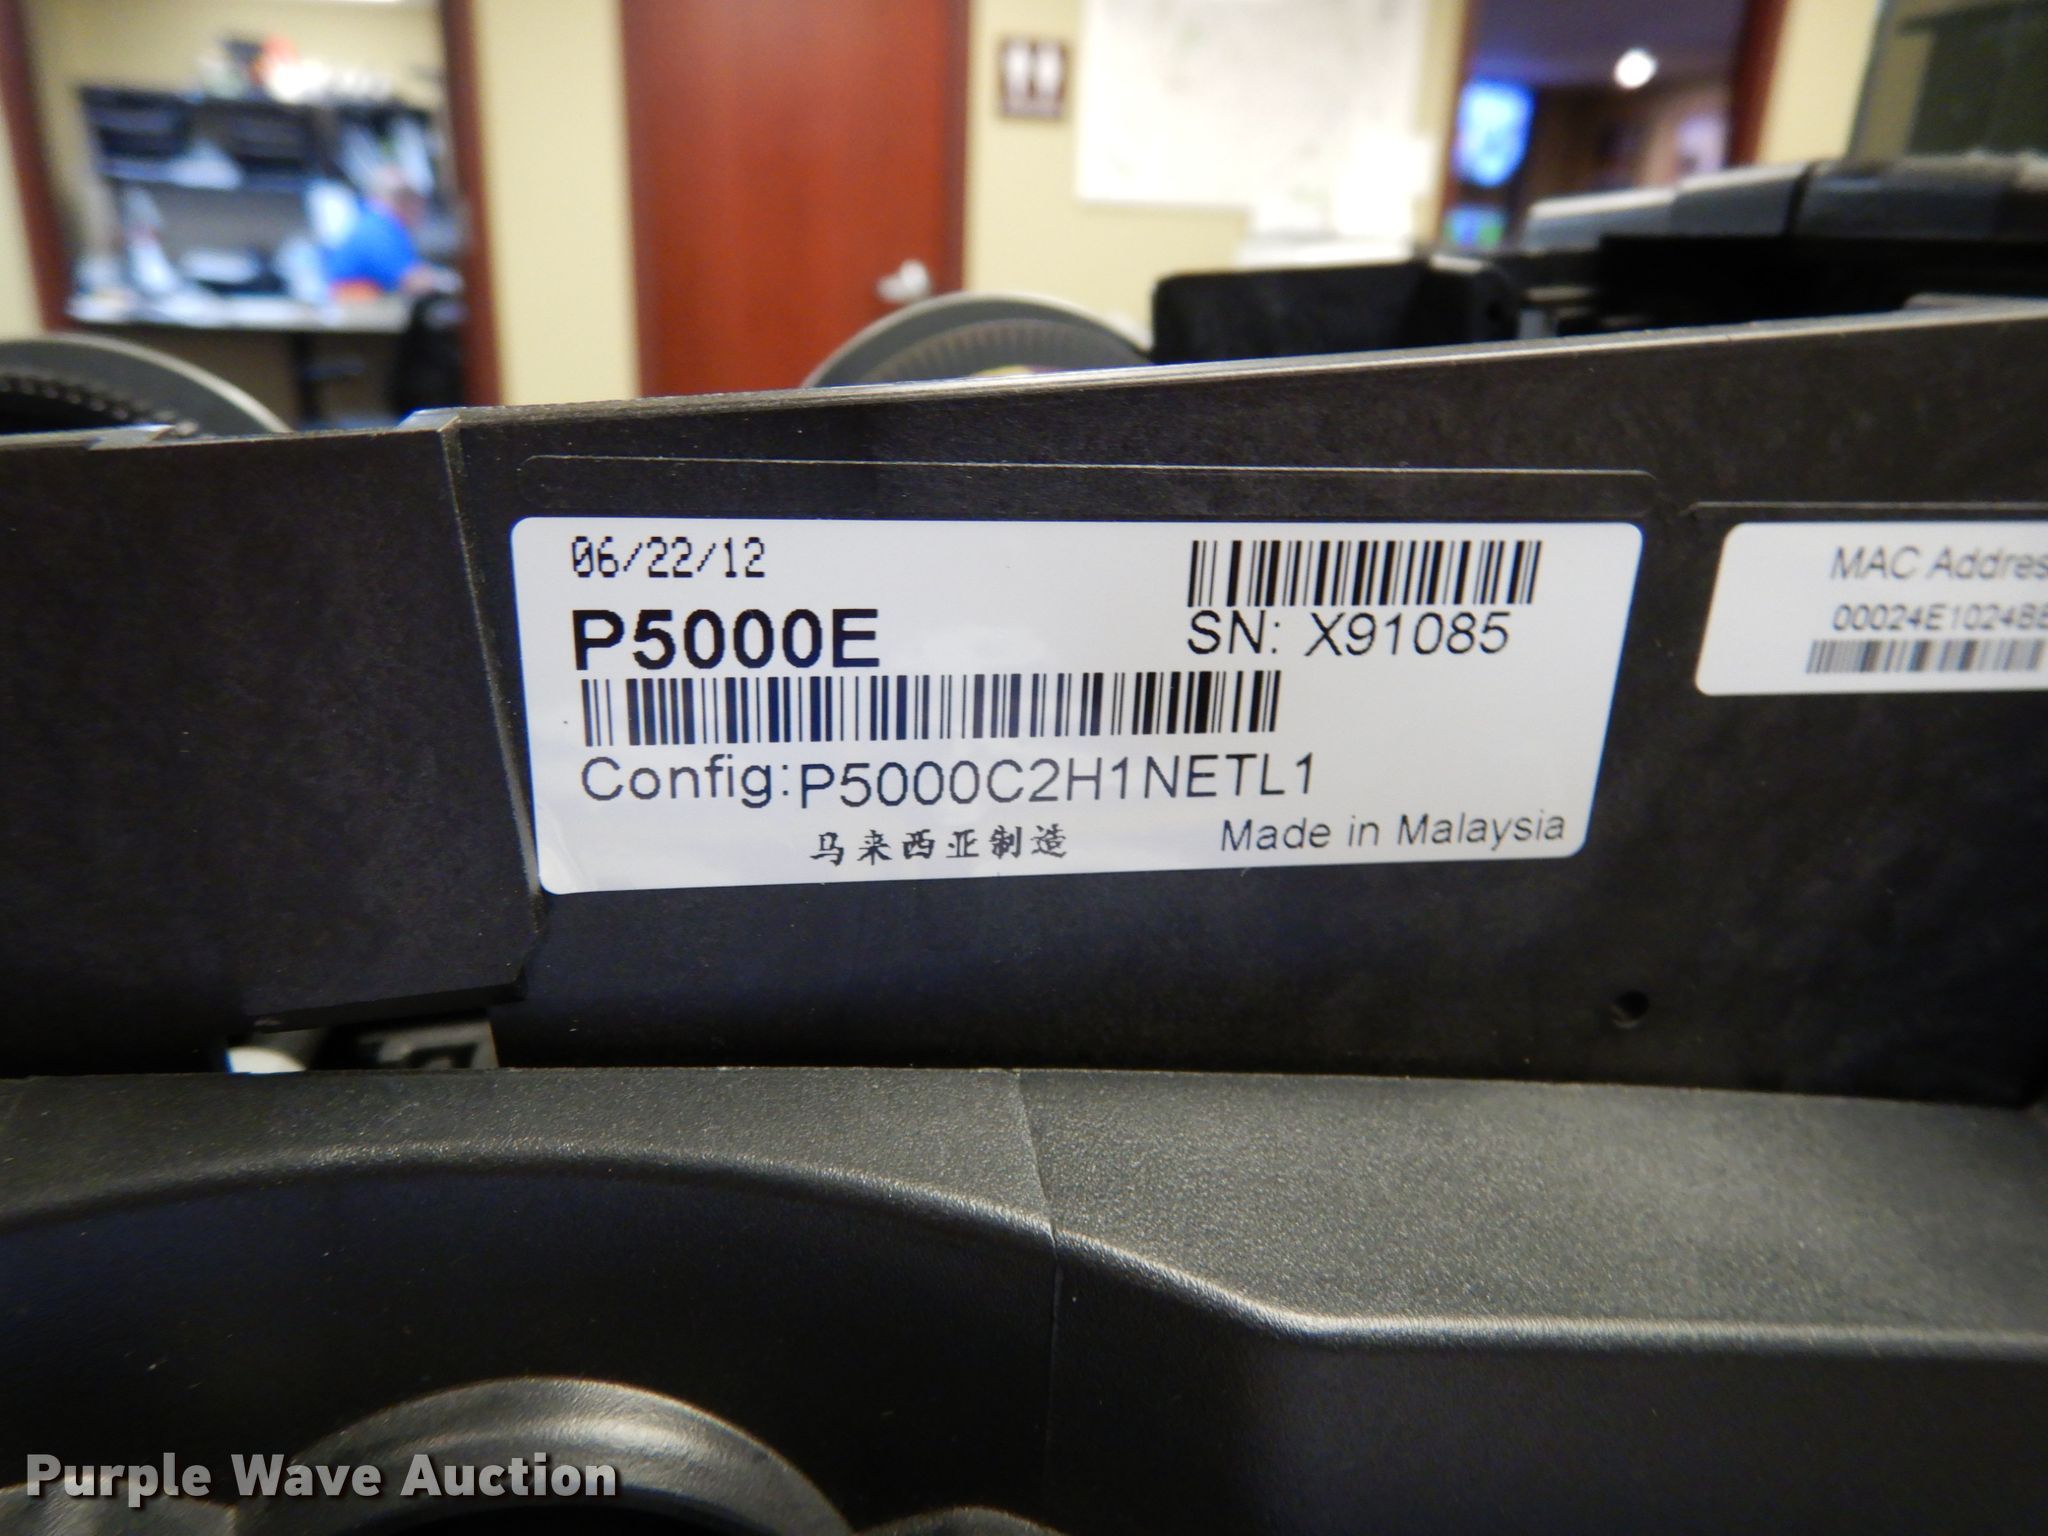 06/22/12
SN: X91085
P5000E
Config:P5000C2H1NETL1
马来西亚制造
Made in Malaysia
MAC
Purple Wave Auction